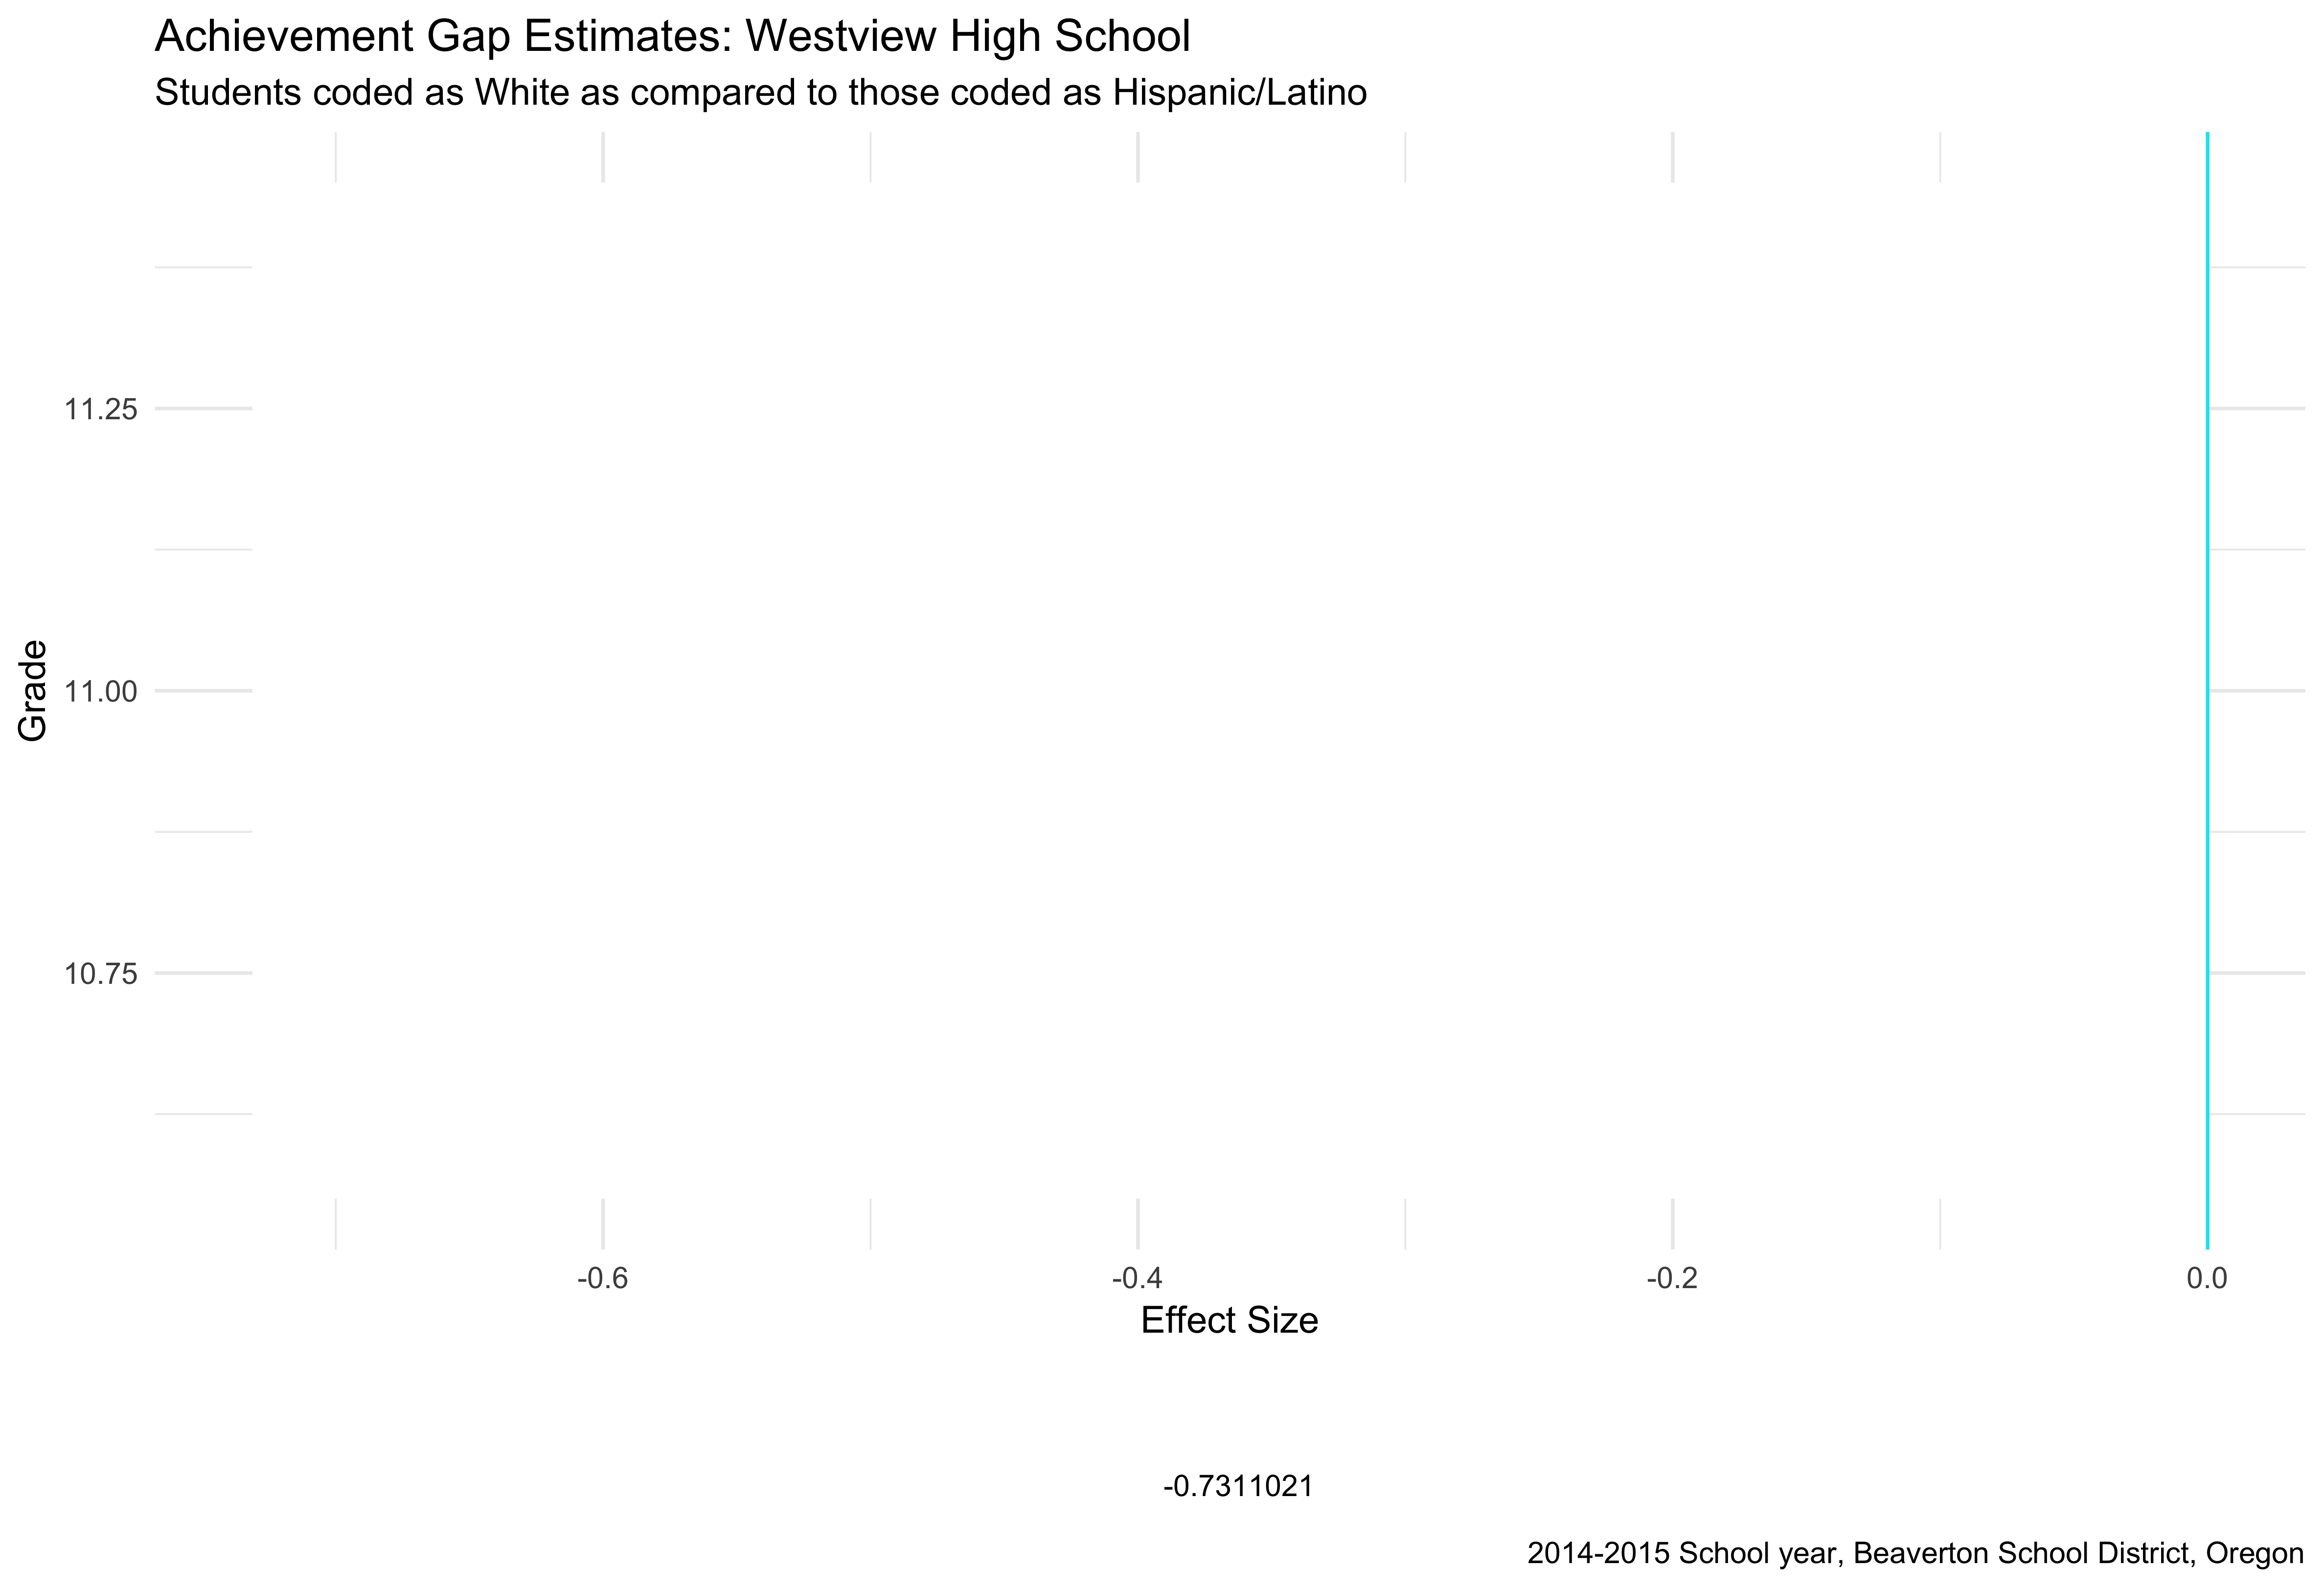 Achievement Gap Estimates: Westview High School
Students coded as White as compared to those coded as Hispanic/Latino
11.25
11.00
10.75
Grade
-0.6 -0.4 -0.2 0.0
Effect Size
-0.7311021
2014-2015 School year, Beaverton School District, Oregon